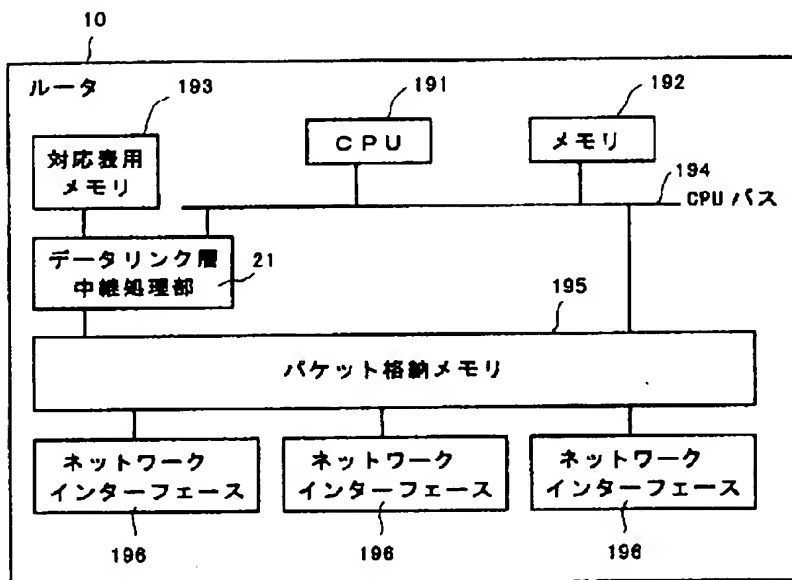 10
ルータ
193
191
192
対応表用
メモリ
CPU
メモリ
194
CPUバス
データリンク層
中継処理部
21
195
パケット格納メモリ
ネットワーク
インターフェース
ネットワーク
インターフェース
ネットワーク
インターフェース
196
196
196